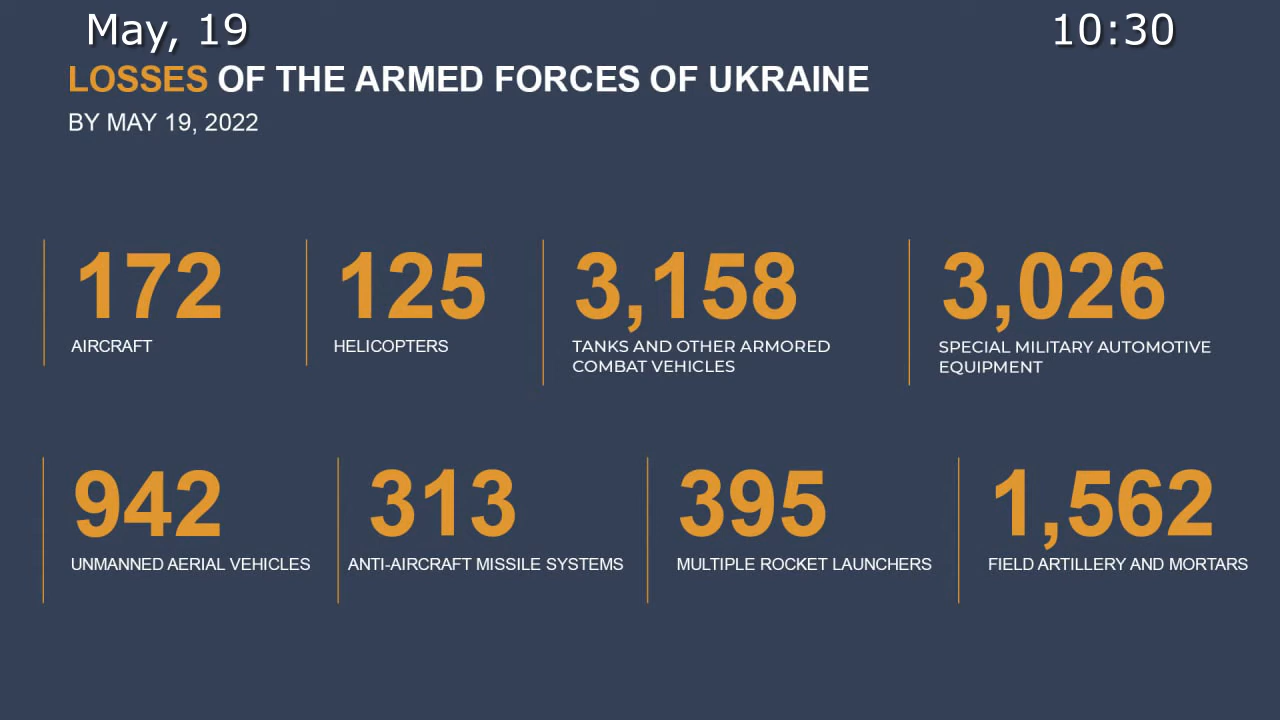 May, 19
10:30
LOSSES OF THE ARMED FORCES OF UKRAINE
BY MAY 19, 2022
172
AIRCRAFT
125
HELICOPTERS
3,158
TANKS AND OTHER ARMORED
COMBAT VEHICLES
3,026
SPECIAL MILITARY AUTOMOTIVE
EQUIPMENT
942
UNMANNED AERIAL VEHICLES
313
ANTI-AIRCRAFT MISSILE SYSTEMS
395
MULTIPLE ROCKET LAUNCHERS
1,562
FIELD ARTILLERY AND MORTARS